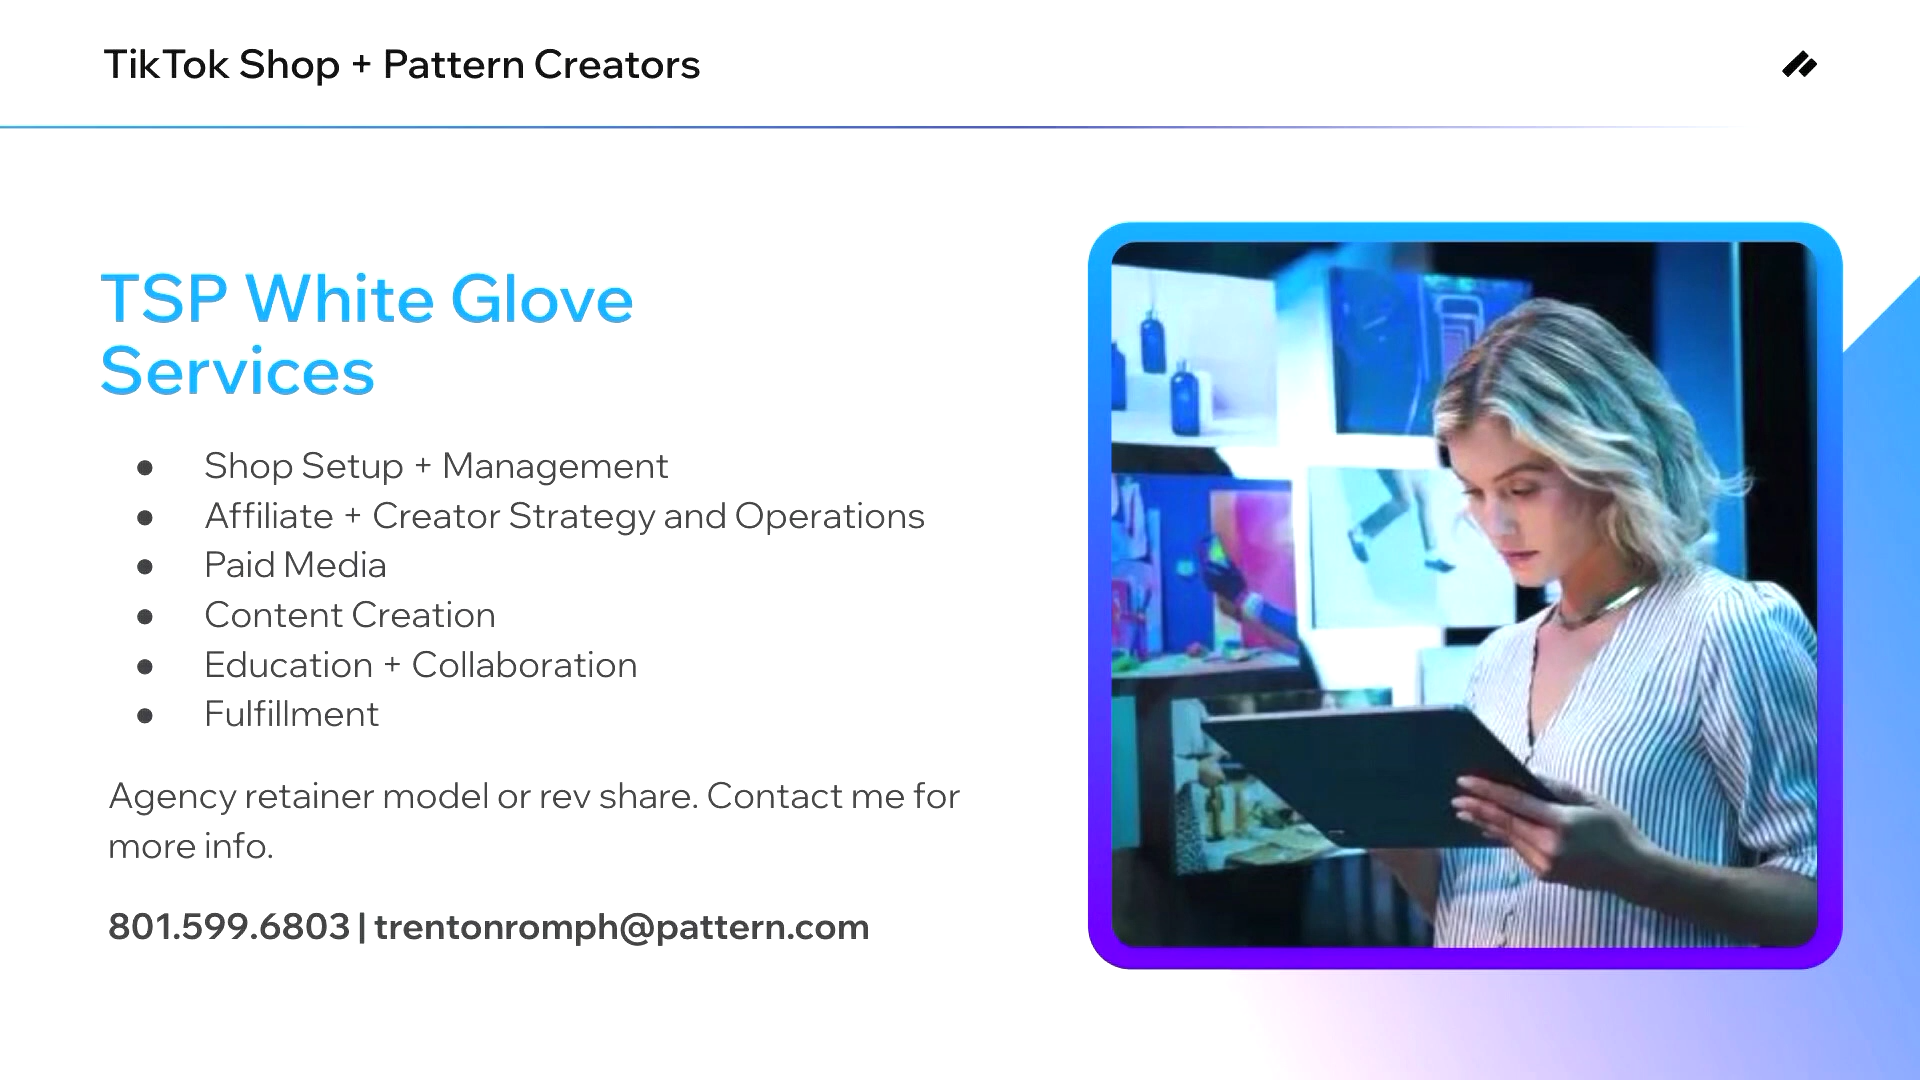 TikTok Shop + Pattern Creators
TSP White Glove
Services
● Shop Setup + Management
● Affiliate + Creator Strategy and Operations
● Paid Media
● Content Creation
● Education + Collaboration
● Fulfillment
Agency retainer model or rev share. Contact me for
more info.
801.599.6803 | trentonromph@pattern.com